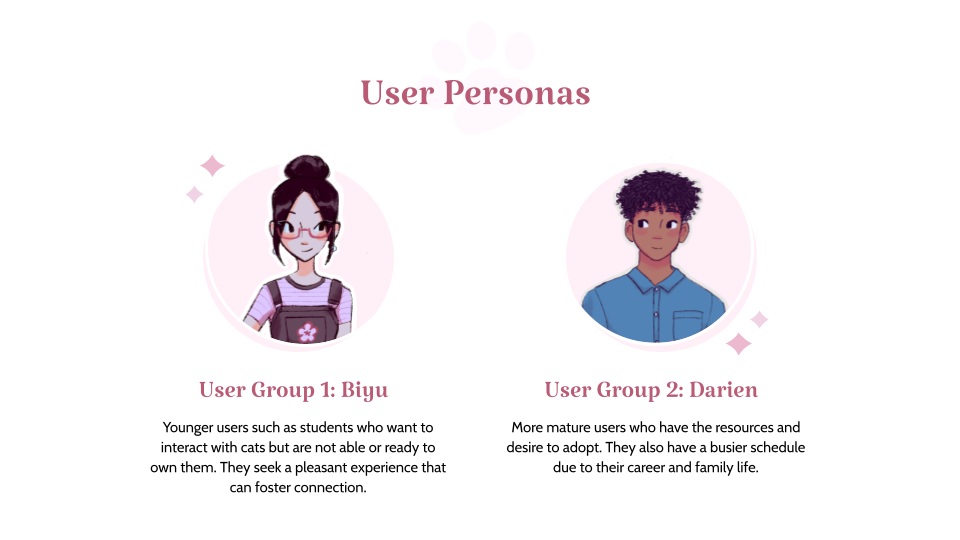 User Personas
User Group 1: Biyu
Younger users such as students who want to
interact with cats but are not able or ready to
own them. They seek a pleasant experience that
can foster connection.
User Group 2: Darien
More mature users who have the resources and
desire to adopt. They also have a busier schedule
due to their career and family life.